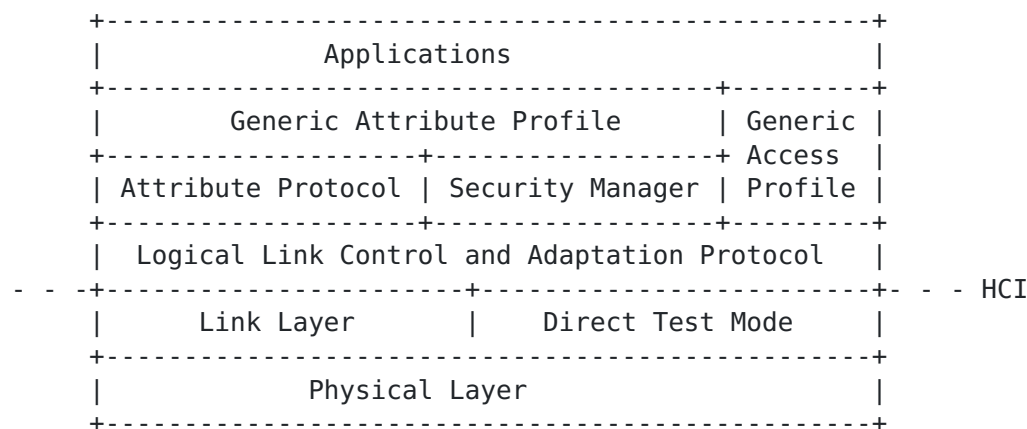 Applications
Generic Attribute Profile | Generic
Access
Attribute Protocol | Security Manager | Profile
Logical Link Control and Adaptation Protocol
HCI
Link Layer | Direct Test Mode
Physical Layer